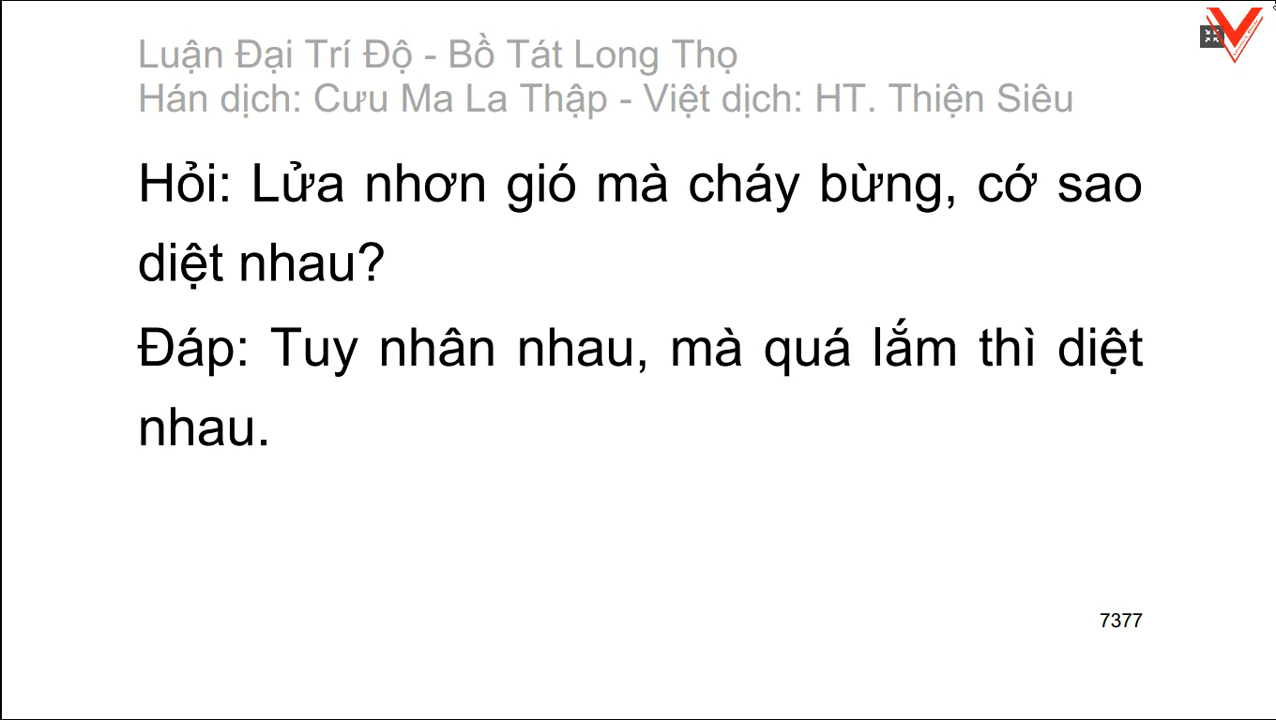 Luận Đại Trí Độ - Bồ Tát Long Thọ
Hán dịch: Cưu Ma La Thập - Việt dịch: HT. Thiện Siêu
Hỏi: Lửa nhơn gió mà cháy bừng, cớ sao
diệt nhau?
Đáp: Tuy nhân nhau, mà quá lắm thì diệt
nhau.
7377